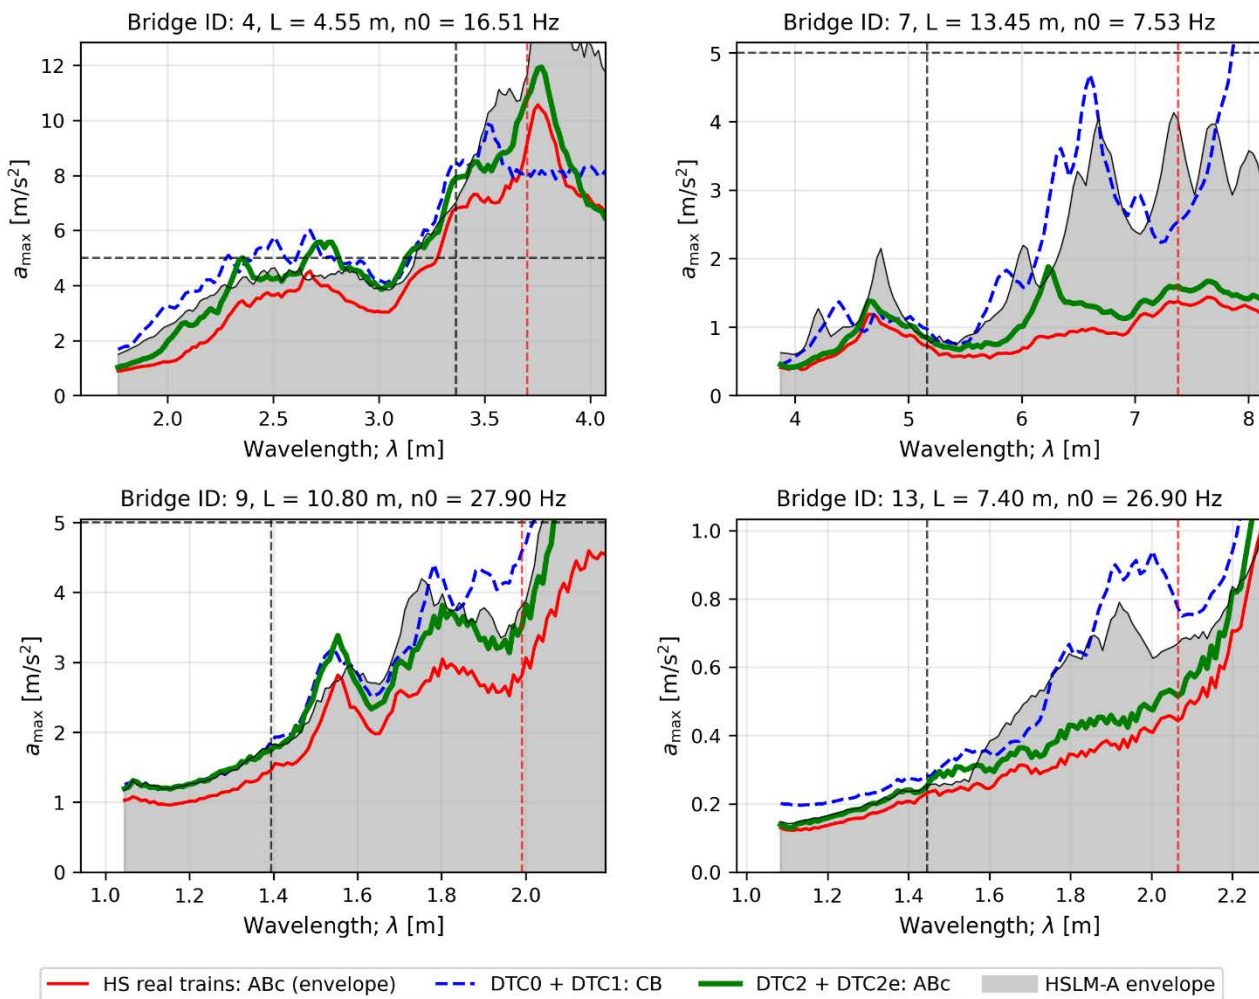 Bridge ID: 4, L = 4.55 m, n0 = 16.51 Hz
12
10
8
6
4
2
0
a_max [m/s²]
2.0 2.5 3.0 3.5 4.0
Wavelength; λ [m]
Bridge ID: 7, L = 13.45 m, n0 = 7.53 Hz
5
4
3
2
1
0
a_max [m/s²]
4 5 6 7 8
Wavelength; λ [m]
Bridge ID: 9, L = 10.80 m, n0 = 27.90 Hz
5
4
3
2
1
0
a_max [m/s²]
1.0 1.2 1.4 1.6 1.8 2.0
Wavelength; λ [m]
Bridge ID: 13, L = 7.40 m, n0 = 26.90 Hz
1.0
0.8
0.6
0.4
0.2
0.0
a_max [m/s²]
1.0 1.2 1.4 1.6 1.8 2.0 2.2
Wavelength; λ [m]
HS real trains: ABc (envelope) DTC0 + DTC1: CB DTC2 + DTC2e: ABc HSLM-A envelope